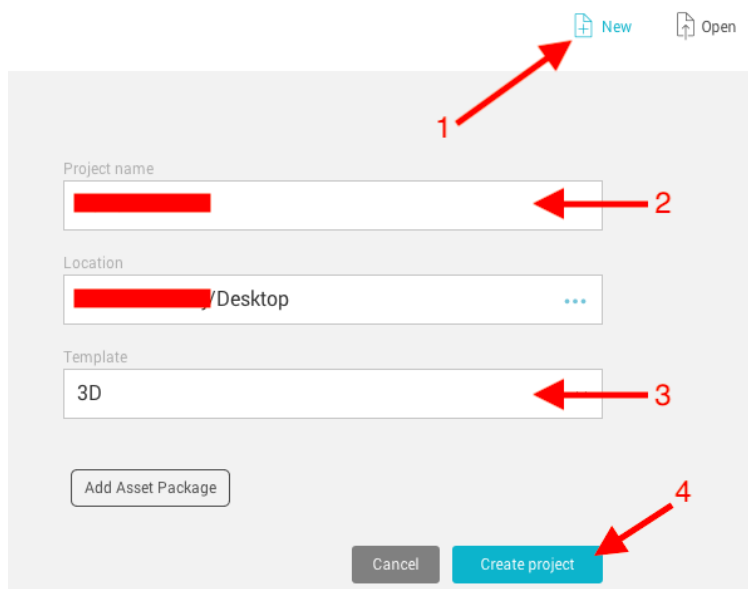 New Open
1
Project name
2
Location
/Desktop
Template
3D
3
Add Asset Package
4
Cancel Create project